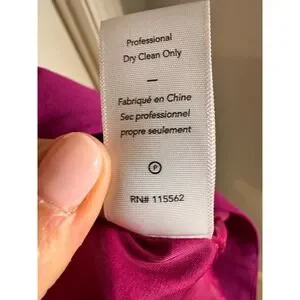 Professional
Dry Clean Only
—
Fabriqué en Chine
Sec professionnel
propre seulement
P
RN# 115562